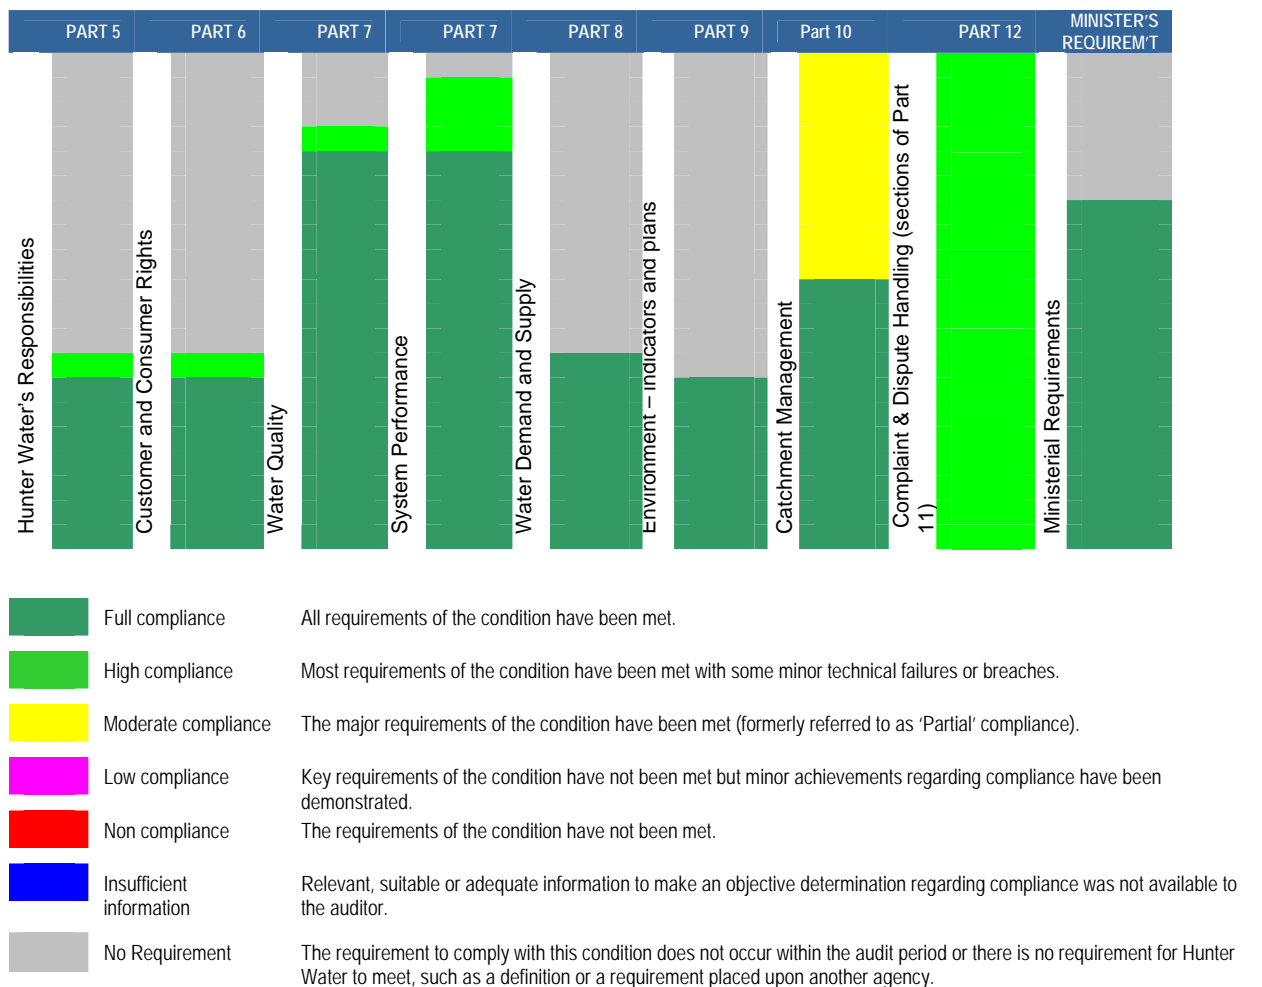 PART 5 PART 6 PART 7 PART 7 PART 8 PART 9 Part 10 PART 12 MINISTER’S
REQUIREM’T
Hunter Water’s Responsibilities
Customer and Consumer Rights
Water Quality
System Performance
Water Demand and Supply
Environment – indicators and plans
Catchment Management
Complaint & Dispute Handling (sections of Part
11)
Ministerial Requirements
Full compliance All requirements of the condition have been met.
High compliance Most requirements of the condition have been met with some minor technical failures or breaches.
Moderate compliance The major requirements of the condition have been met (formerly referred to as ‘Partial’ compliance).
Low compliance Key requirements of the condition have not been met but minor achievements regarding compliance have been
demonstrated.
Non compliance The requirements of the condition have not been met.
Insufficient Relevant, suitable or adequate information to make an objective determination regarding compliance was not available to
information the auditor.
No Requirement The requirement to comply with this condition does not occur within the audit period or there is no requirement for Hunter
Water to meet, such as a definition or a requirement placed upon another agency.